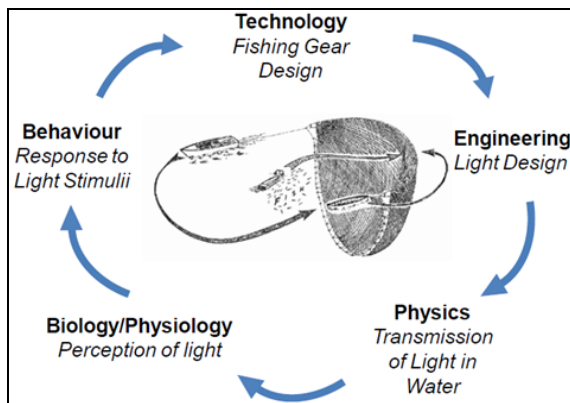 Technology
Fishing Gear
Design
Engineering
Light Design
Physics
Transmission
of Light in
Water
Biology/Physiology
Perception of light
Behaviour
Response to
Light Stimulii